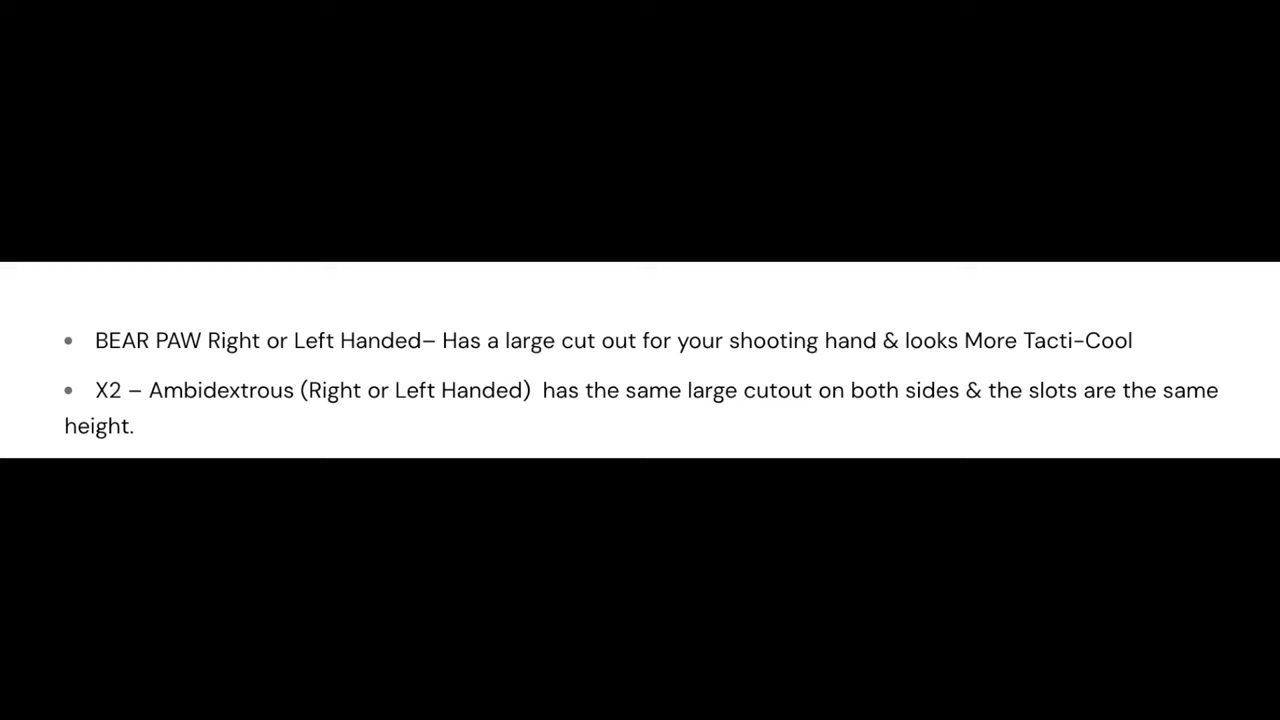 • BEAR PAW Right or Left Handed– Has a large cut out for your shooting hand & looks More Tacti-Cool
• X2 – Ambidextrous (Right or Left Handed)  has the same large cutout on both sides & the slots are the same
height.